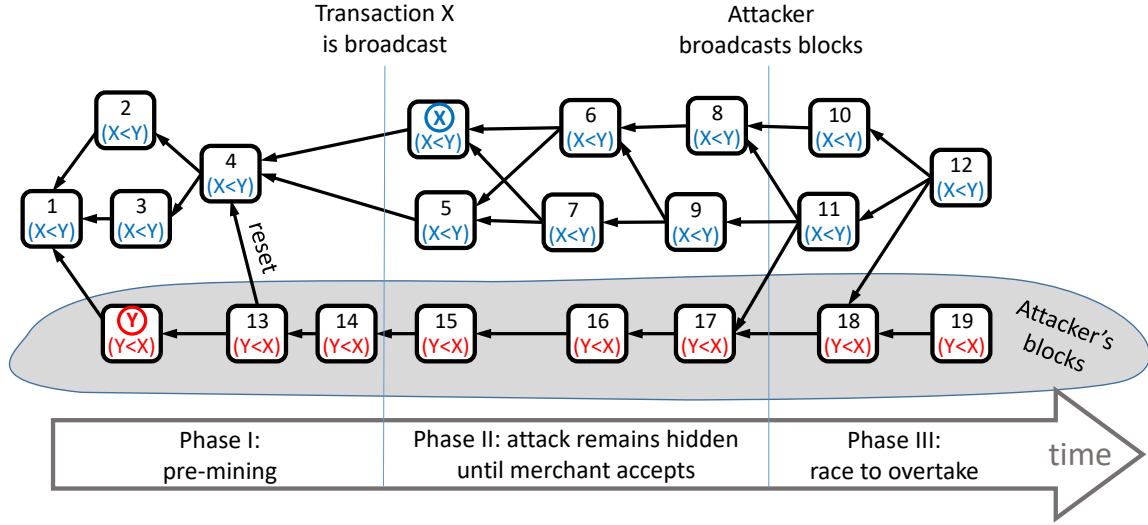 Transaction X
is broadcast
Attacker
broadcasts blocks
2
(X<Y)
X
(X<Y)
6
(X<Y)
8
(X<Y)
10
(X<Y)
4
(X<Y)
12
(X<Y)
1
(X<Y)
3
(X<Y)
5
(X<Y)
7
(X<Y)
9
(X<Y)
11
(X<Y)
reset
Y
(Y<X)
13
(Y<X)
14
(Y<X)
15
(Y<X)
16
(Y<X)
17
(Y<X)
18
(Y<X)
19
(Y<X)
Attacker's
blocks
Phase I:
pre-mining
Phase II: attack remains hidden
until merchant accepts
Phase III:
race to overtake
time